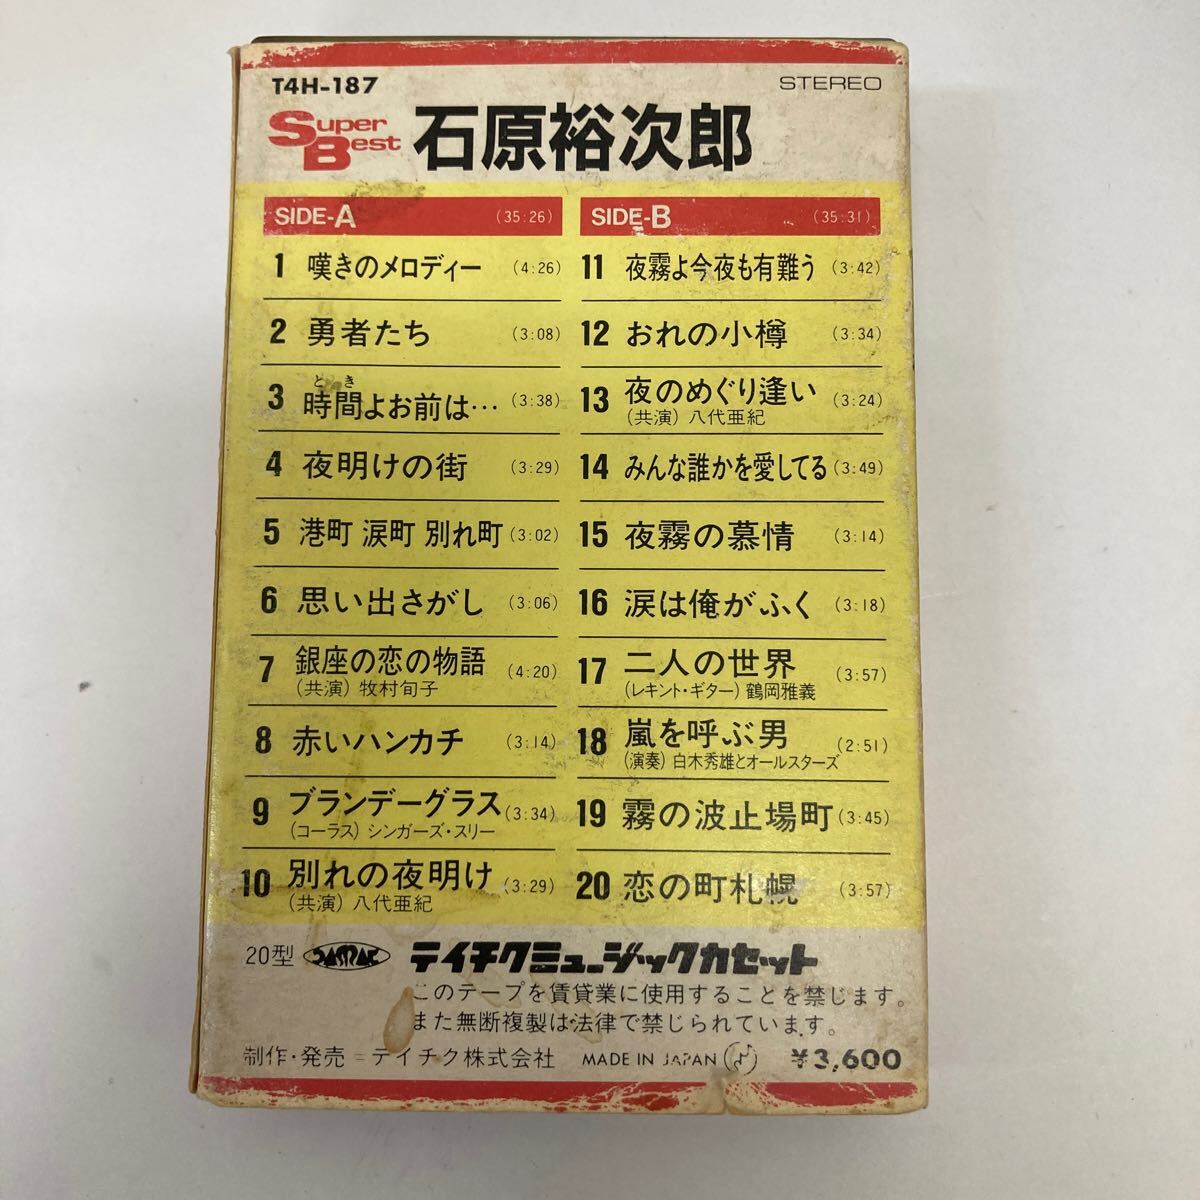 T4H-187
STEREO
Super Best 石原裕次郎
SIDE-A (35:26)
1 嘆きのメロディー (4:26)
2 勇者たち (3:08)
とき
3 時間よお前は… (3:38)
4 夜明けの街 (3:29)
5 港町 涙町 別れ町 (3:02)
6 思い出さがし (3:06)
7 銀座の恋の物語 (4:20)
(共演) 牧村旬子
8 赤いハンカチ (3:14)
9 ブランデーグラス (3:34)
(コーラス) シンガーズ・スリー
10 別れの夜明け (3:29)
(共演) 八代亜紀
SIDE-B (35:31)
11 夜霧よ今夜も有難う (3:42)
12 おれの小樽 (3:34)
13 夜のめぐり逢い (3:24)
(共演) 八代亜紀
14 みんな誰かを愛してる (3:49)
15 夜霧の慕情 (3:14)
16 涙は俺がふく (3:18)
17 二人の世界 (3:57)
(レキント・ギター) 鶴岡雅義
18 嵐を呼ぶ男 (2:51)
(演奏) 白木秀雄とオールスターズ
19 霧の波止場町 (3:45)
20 恋の町札幌 (3:57)
20型 JASRAC テイチクミュージックカセット
このテープを賃貸業に使用することを禁じます。
また無断複製は法律で禁じられています。
制作・発売=テイチク株式会社 MADE IN JAPAN ¥3,600